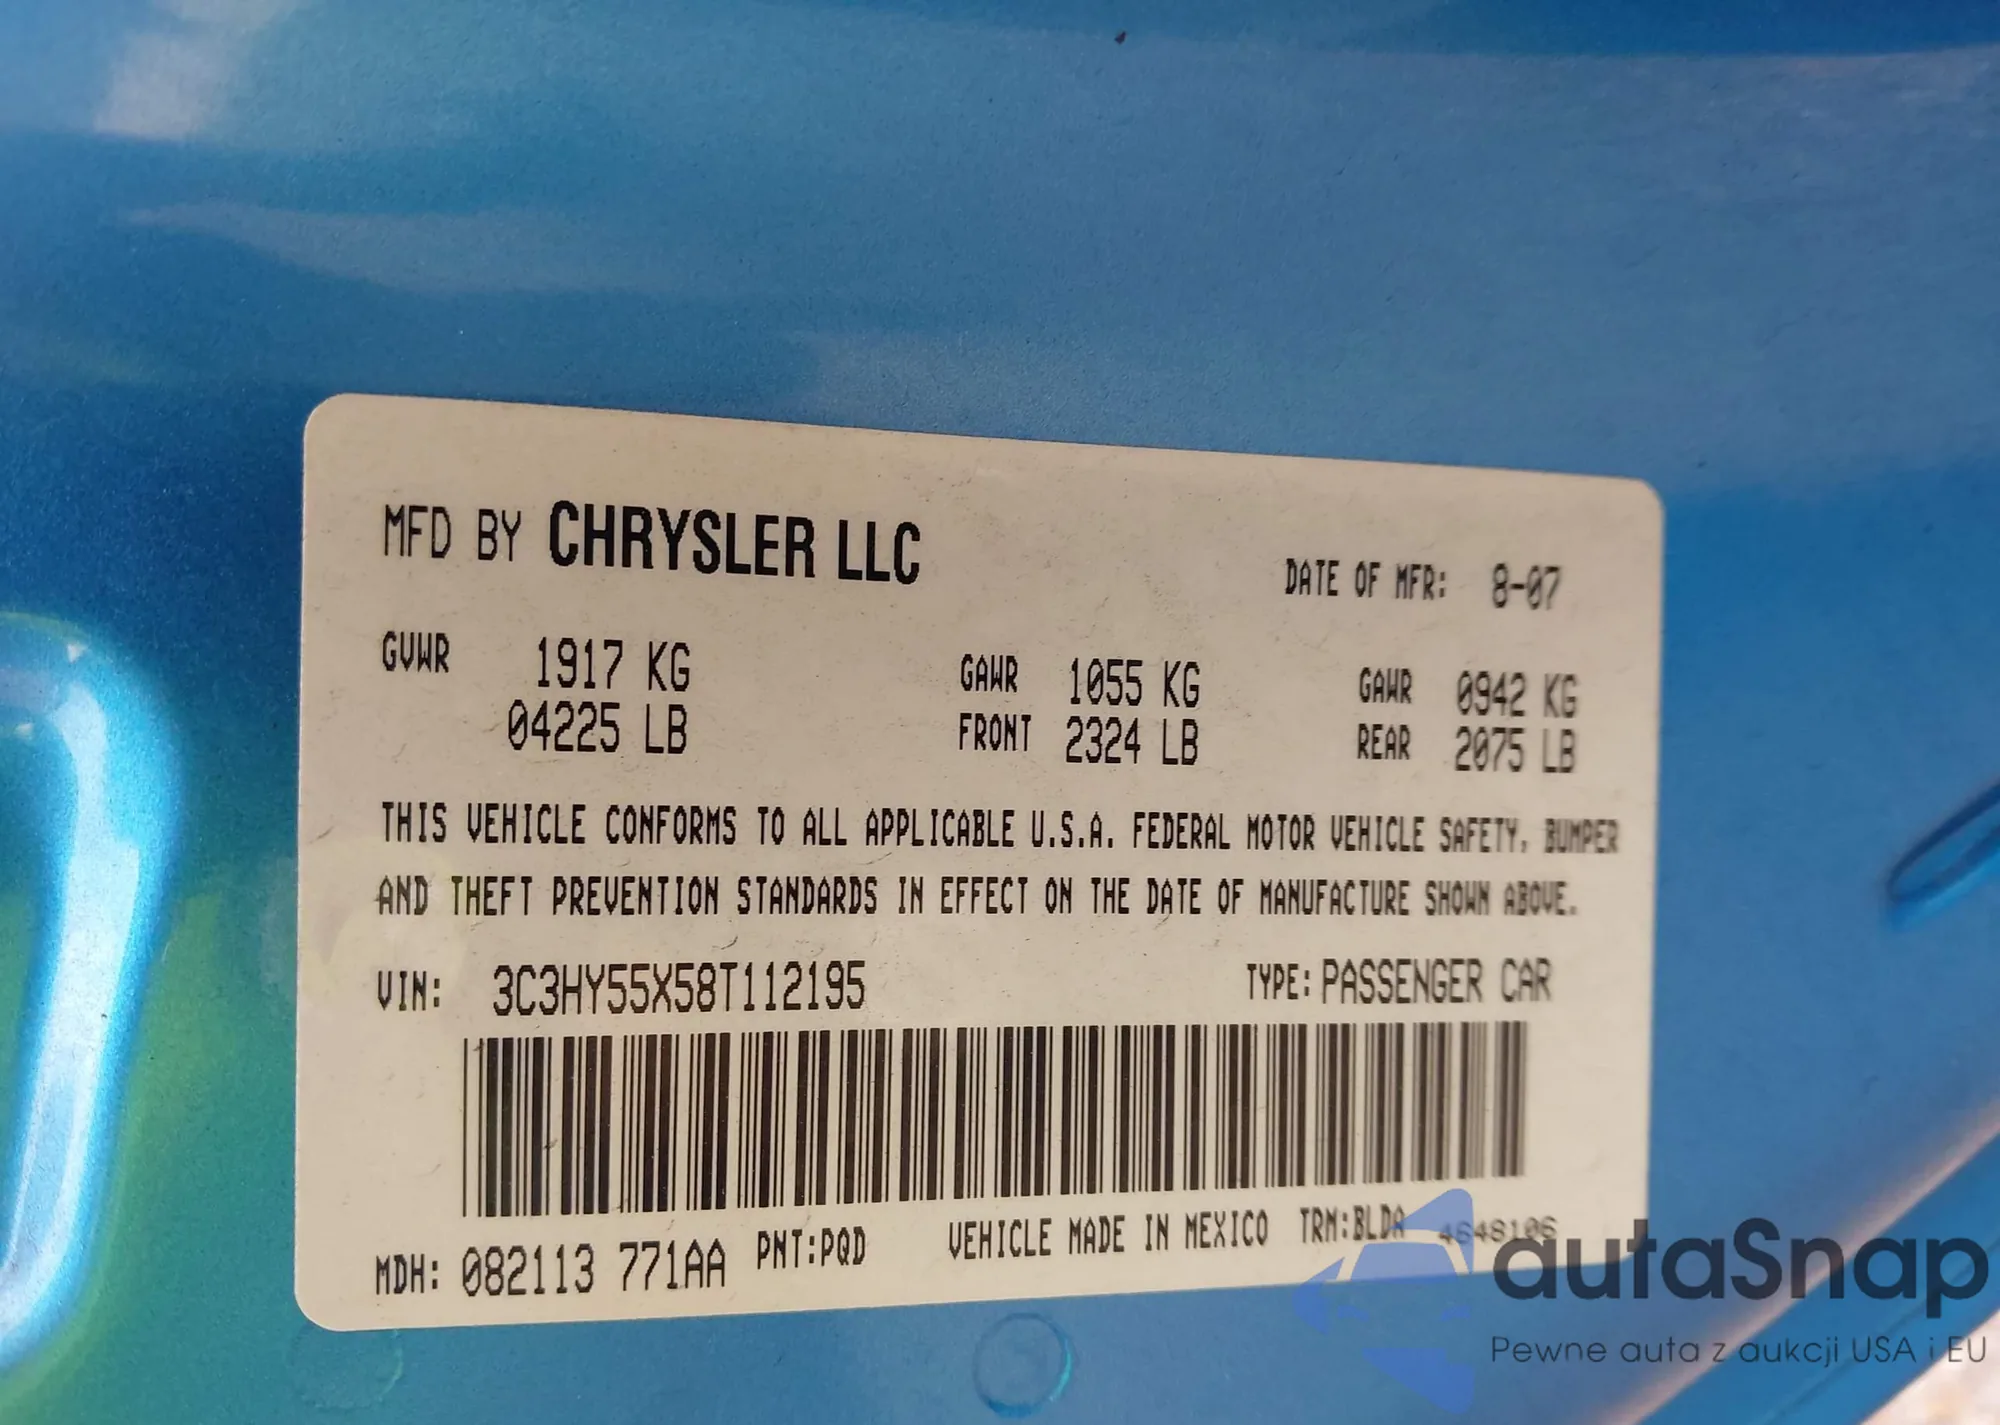 MFD BY CHRYSLER LLC
DATE OF MFR: 8-07
GVWR 1917 KG GAWR 1055 KG GAWR 0942 KG
04225 LB FRONT 2324 LB REAR 2075 LB
THIS VEHICLE CONFORMS TO ALL APPLICABLE U.S.A. FEDERAL MOTOR VEHICLE SAFETY, BUMPER
AND THEFT PREVENTION STANDARDS IN EFFECT ON THE DATE OF MANUFACTURE SHOWN ABOVE.
VIN: 3C3HY55X58T112195 TYPE: PASSENGER CAR
MDH: 082113 771AA PNT:PQD VEHICLE MADE IN MEXICO TRM:BLDA 4648106
autaSnap
Pewne auta z aukcji USA i EU